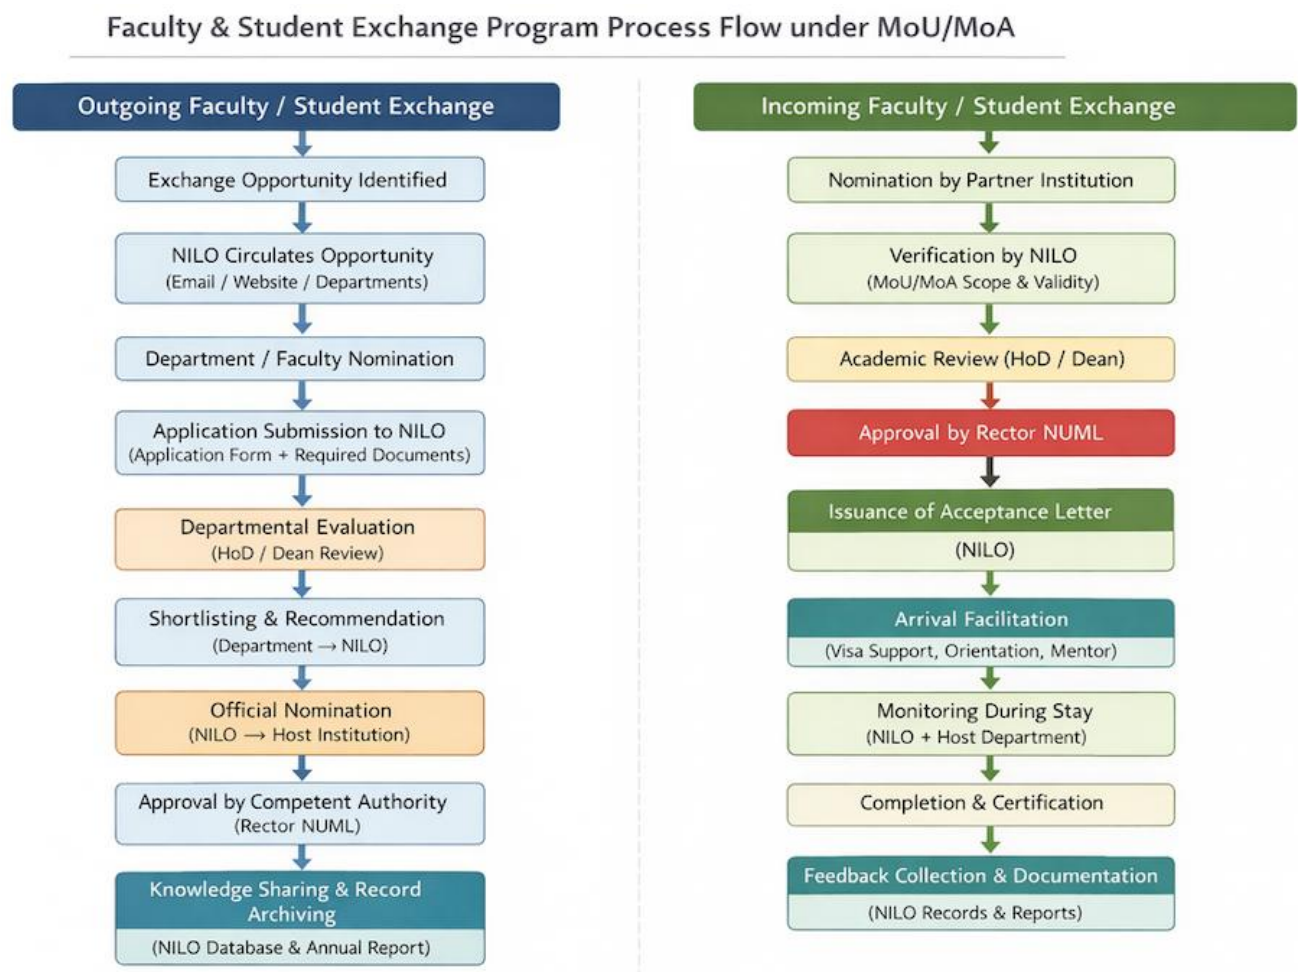 Faculty & Student Exchange Program Process Flow under MoU/MoA
Outgoing Faculty / Student Exchange
Exchange Opportunity Identified
NILO Circulates Opportunity
(Email / Website / Departments)
Department / Faculty Nomination
Application Submission to NILO
(Application Form + Required Documents)
Departmental Evaluation
(HoD / Dean Review)
Shortlisting & Recommendation
(Department → NILO)
Official Nomination
(NILO → Host Institution)
Approval by Competent Authority
(Rector NUML)
Knowledge Sharing & Record
Archiving
(NILO Database & Annual Report)
Incoming Faculty / Student Exchange
Nomination by Partner Institution
Verification by NILO
(MoU/MoA Scope & Validity)
Academic Review (HoD / Dean)
Approval by Rector NUML
Issuance of Acceptance Letter
(NILO)
Arrival Facilitation
(Visa Support, Orientation, Mentor)
Monitoring During Stay
(NILO + Host Department)
Completion & Certification
Feedback Collection & Documentation
(NILO Records & Reports)